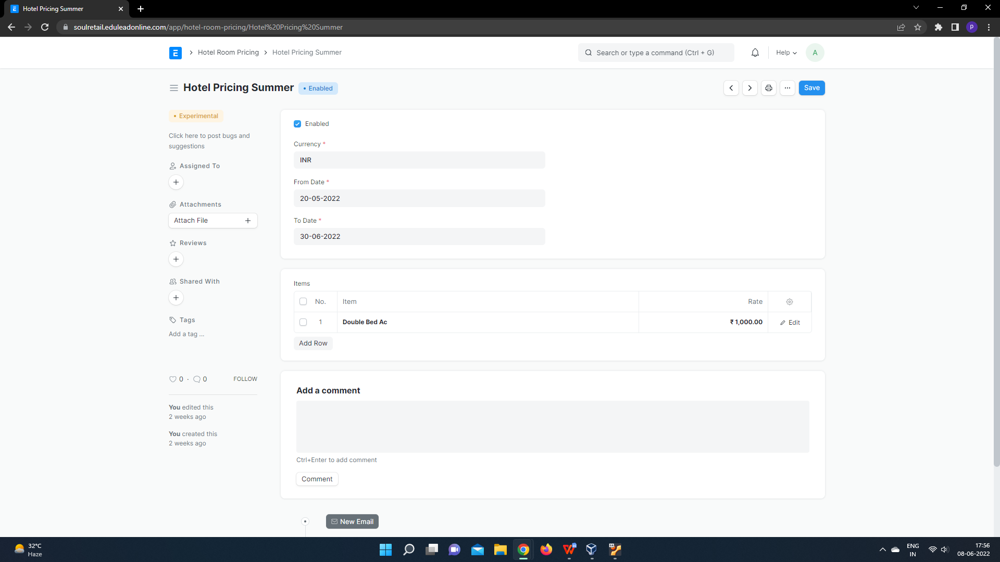 Hotel Pricing Summer
soulretail.eduleadonline.com/app/hotel-room-pricing/Hotel%20Pricing%20Summer
P
E
Hotel Room Pricing
Hotel Pricing Summer
Search or type a command (Ctrl + G)
Help
A
Hotel Pricing Summer
Enabled
Save
Experimental
Click here to post bugs and
suggestions
Assigned To
Attachments
Attach File
Reviews
Shared With
Tags
Add a tag ...
0 · 0
FOLLOW
You edited this
2 weeks ago
You created this
2 weeks ago
Enabled
Currency *
INR
From Date *
20-05-2022
To Date *
30-06-2022
Items
No. Item Rate
1 Double Bed Ac ₹ 1,000.00 Edit
Add Row
Add a comment
Ctrl+Enter to add comment
Comment
New Email
32°C
Haze
ENG
IN
17:56
08-06-2022